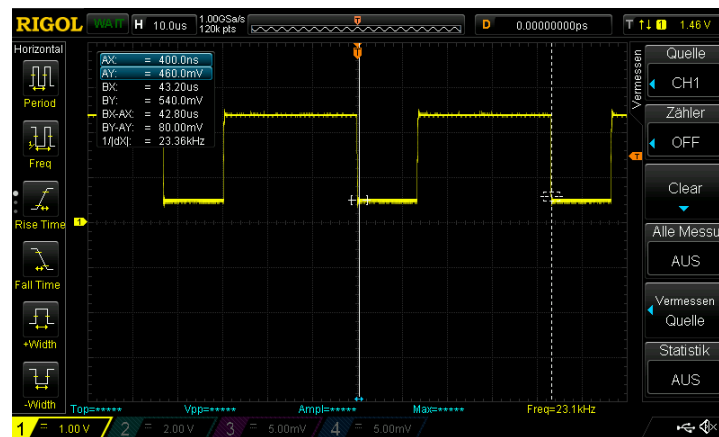 RIGOL WAIT H 10.0us 1.00GSa/s 120k pts D 0.00000000ps T 1 1.46 V
Horizontal
Period
Freq
Rise Time
Fall Time
+Width
-Width
AX: = 400.0ns
AY: = 460.0mV
BX: = 43.20us
BY: = 540.0mV
BX-AX: = 42.80us
BY-AY: = 80.00mV
1/|dX|: = 23.36kHz
T
T
1
Vermessen
Quelle
CH1
Zähler
OFF
Clear
Alle Messu
AUS
Vermessen
Quelle
Statistik
AUS
Top=***** Vpp=***** Ampl=***** Max=***** Freq=23.1kHz
1 = 1.00 V 2 = 2.00 V 3 = 5.00mV 4 = 5.00mV